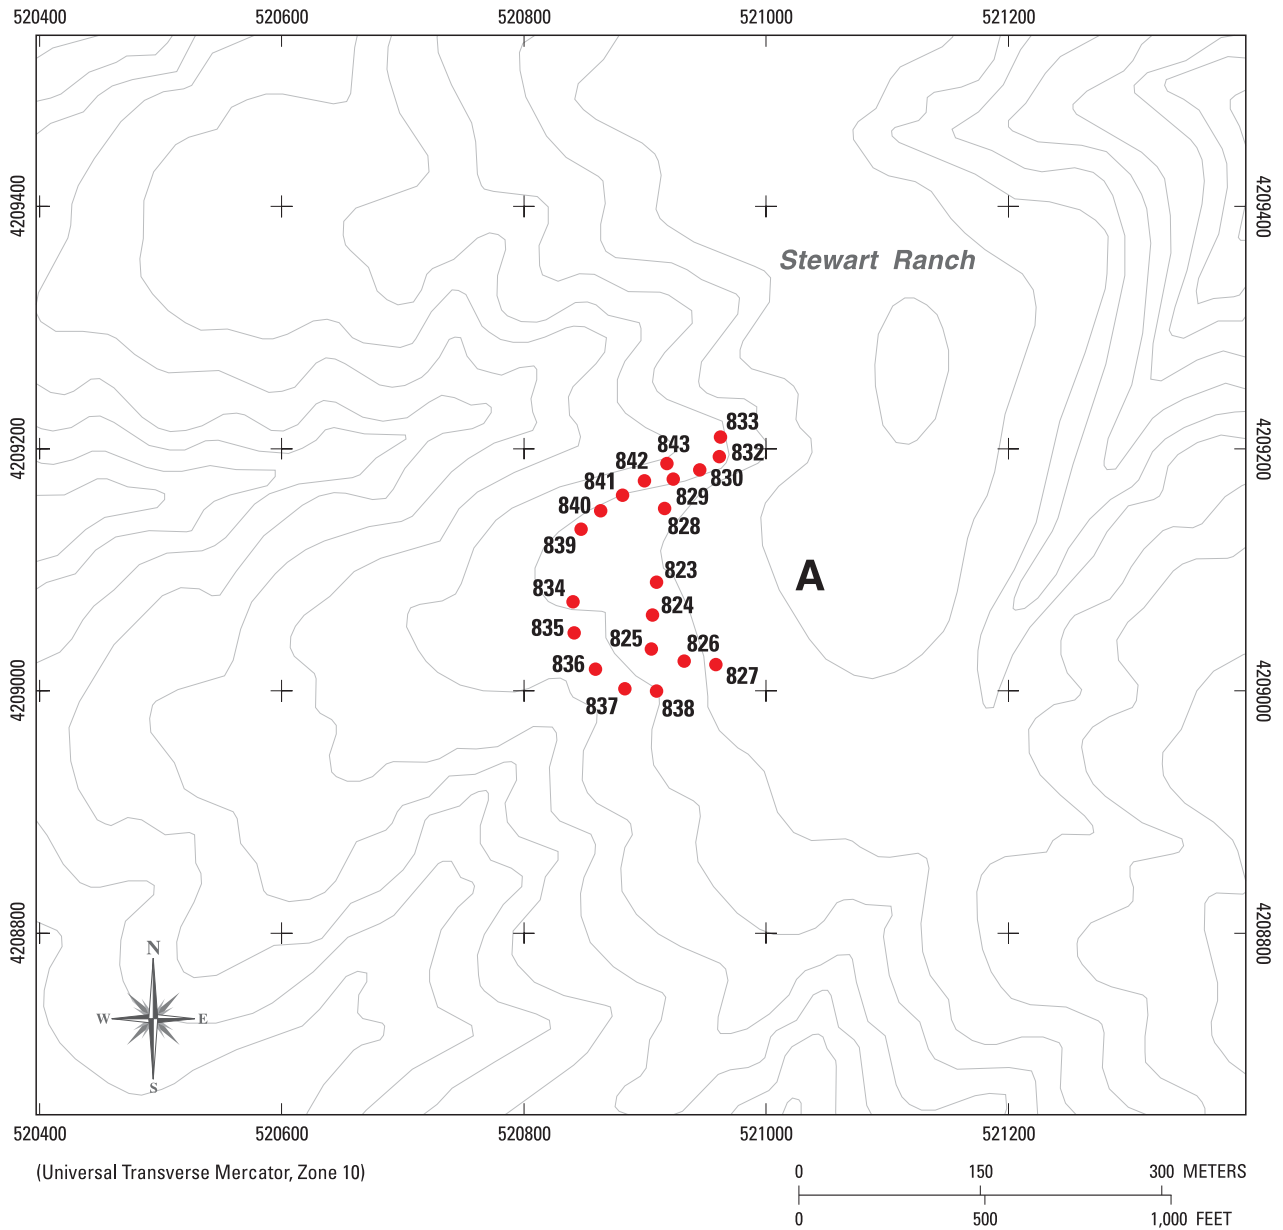 520400 520600 520800 521000 521200
4209400 4209400
Stewart Ranch
833
4209200 843 832 4209200
842 830
841 829
840 828
839
823
A
834
824
835 825 826
836 827
4209000 837 838 4209000
4208800 4208800
N
W E
S
520400 520600 520800 521000 521200
(Universal Transverse Mercator, Zone 10)
0 150 300 METERS
0 500 1,000 FEET